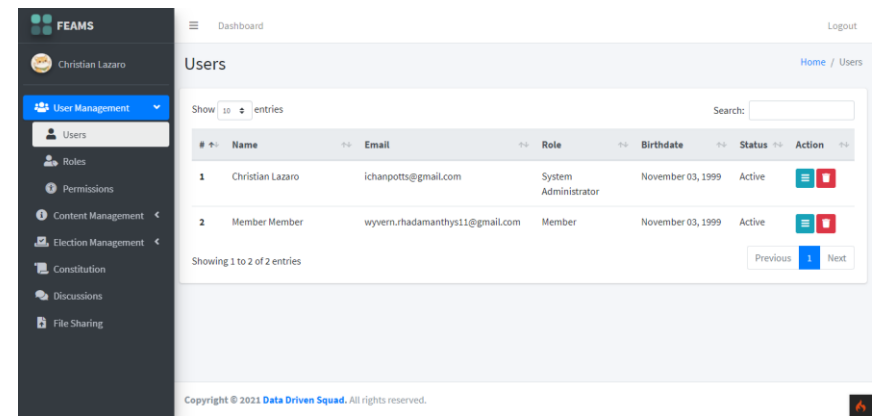 FEAMS
Dashboard
Logout
Christian Lazaro
Users
Home / Users
User Management
Users
Roles
Permissions
Content Management
Election Management
Constitution
Discussions
File Sharing
Show 10 entries
Search:
# Name Email Role Birthdate Status Action
1 Christian Lazaro ichanpotts@gmail.com System Administrator November 03, 1999 Active
2 Member Member wyvern.rhadamanthys11@gmail.com Member November 03, 1999 Active
Showing 1 to 2 of 2 entries
Previous 1 Next
Copyright © 2021 Data Driven Squad. All rights reserved.